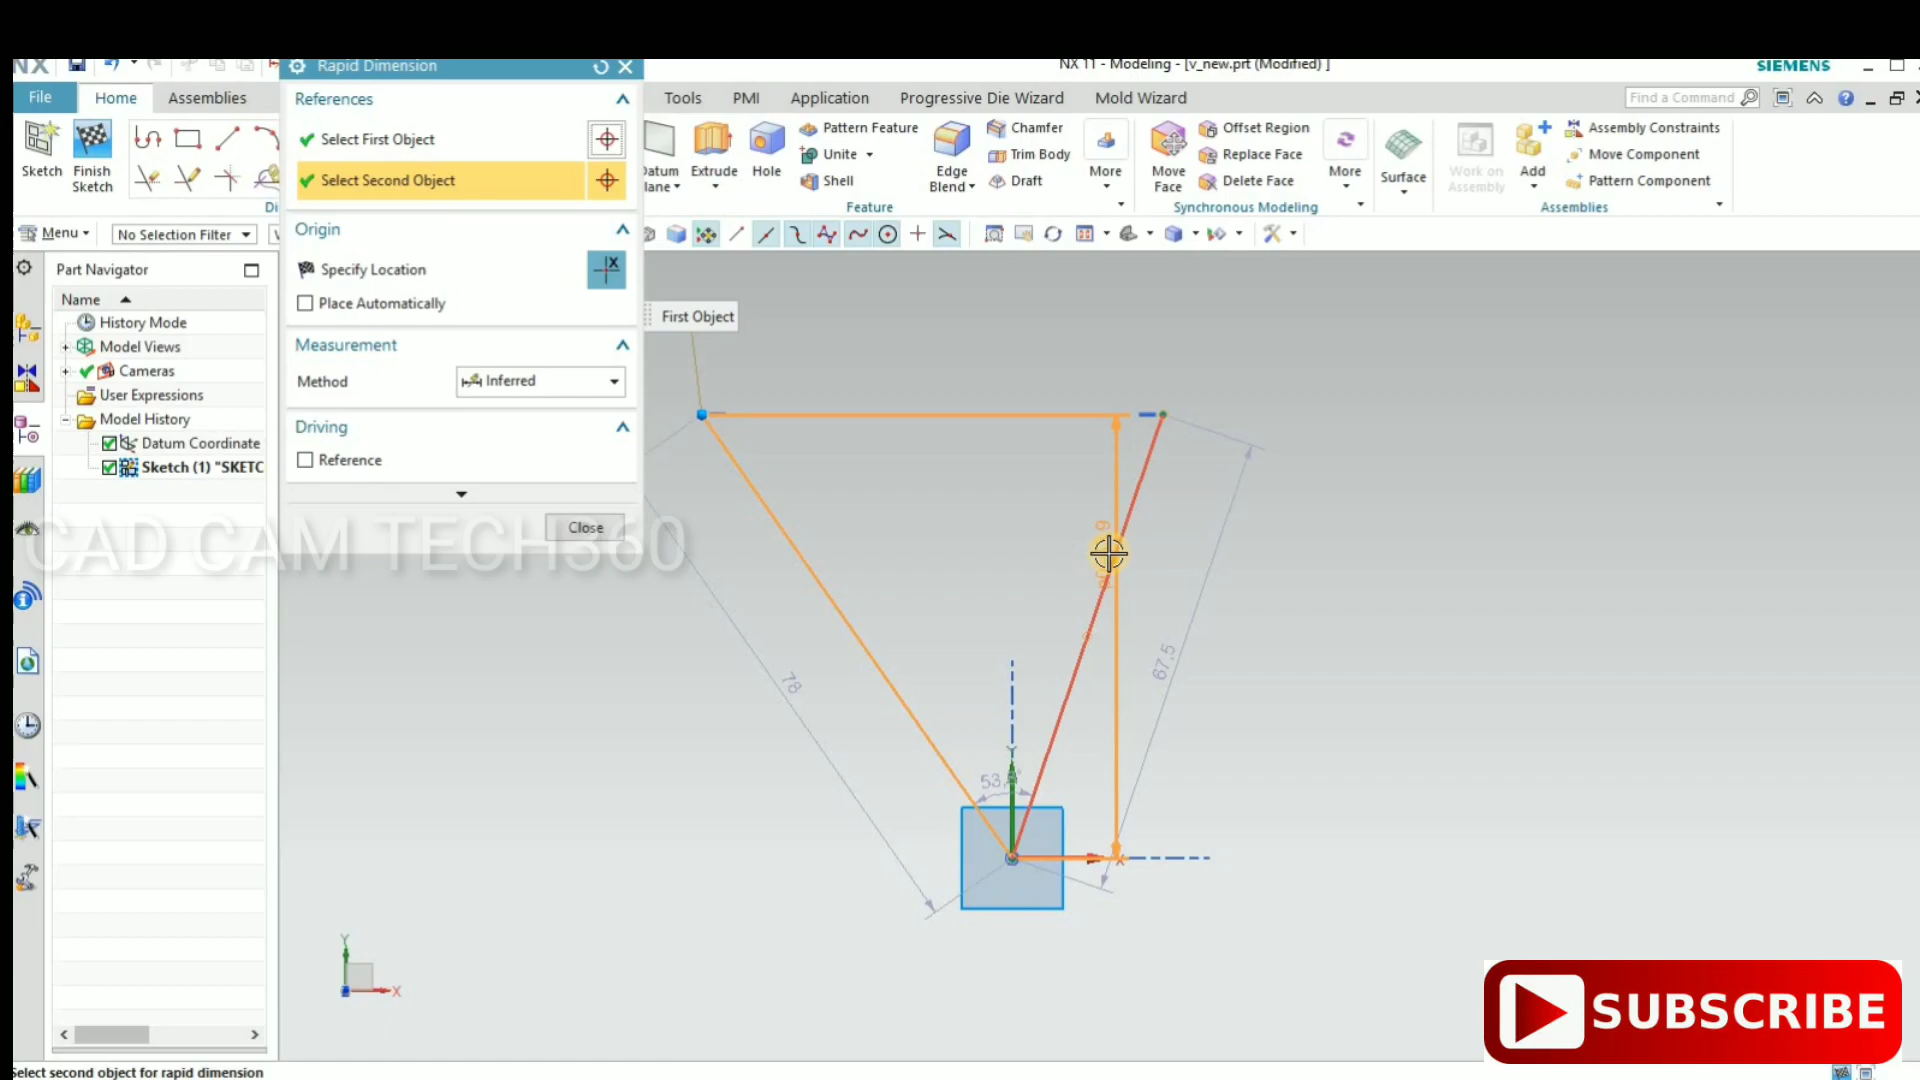 NX
Rapid Dimension
NX 11 - Modeling - [v_new.prt (Modified) ]
SIEMENS
File
Home
Assemblies
References
Tools
PMI
Application
Progressive Die Wizard
Mold Wizard
Find a Command
Select First Object
Select Second Object
Sketch
Finish
Sketch
Extrude
Hole
Pattern Feature
Unite
Shell
Edge
Blend
Chamfer
Trim Body
Draft
More
Feature
Move
Face
Offset Region
Replace Face
Delete Face
More
Synchronous Modeling
Surface
Work on
Assembly
Add
Assembly Constraints
Move Component
Pattern Component
Assemblies
Menu
No Selection Filter
Origin
Specify Location
Place Automatically
Part Navigator
Name
History Mode
Model Views
Cameras
User Expressions
Model History
Datum Coordinate
Sketch (1) "SKETC
Measurement
Method
Inferred
Driving
Reference
Close
First Object
CAD CAM TECH360
78
67,5
Y
X
Y
X
SUBSCRIBE
Select second object for rapid dimension